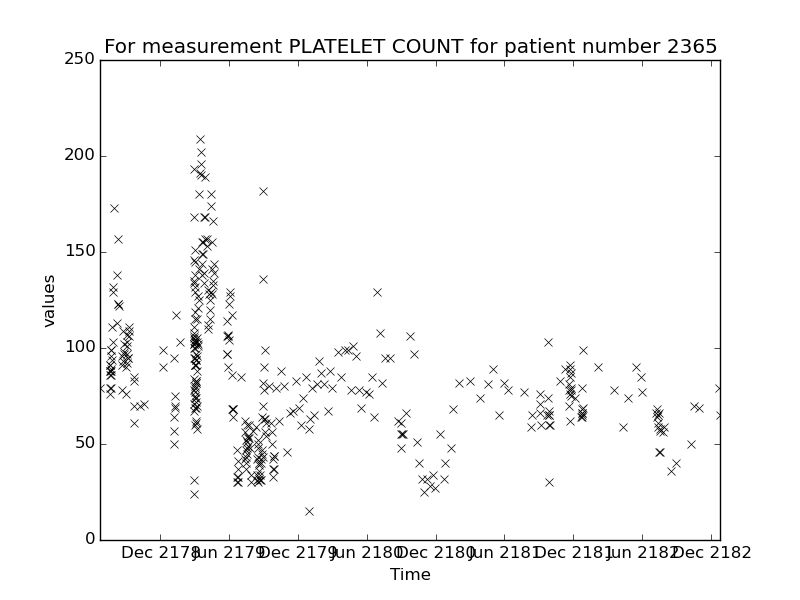 For measurement PLATELET COUNT for patient number 2365
250
200
150
100
50
0
values
Dec 2178 Jun 2179 Dec 2179 Jun 2180 Dec 2180 Jun 2181 Dec 2181 Jun 2182 Dec 2182
Time